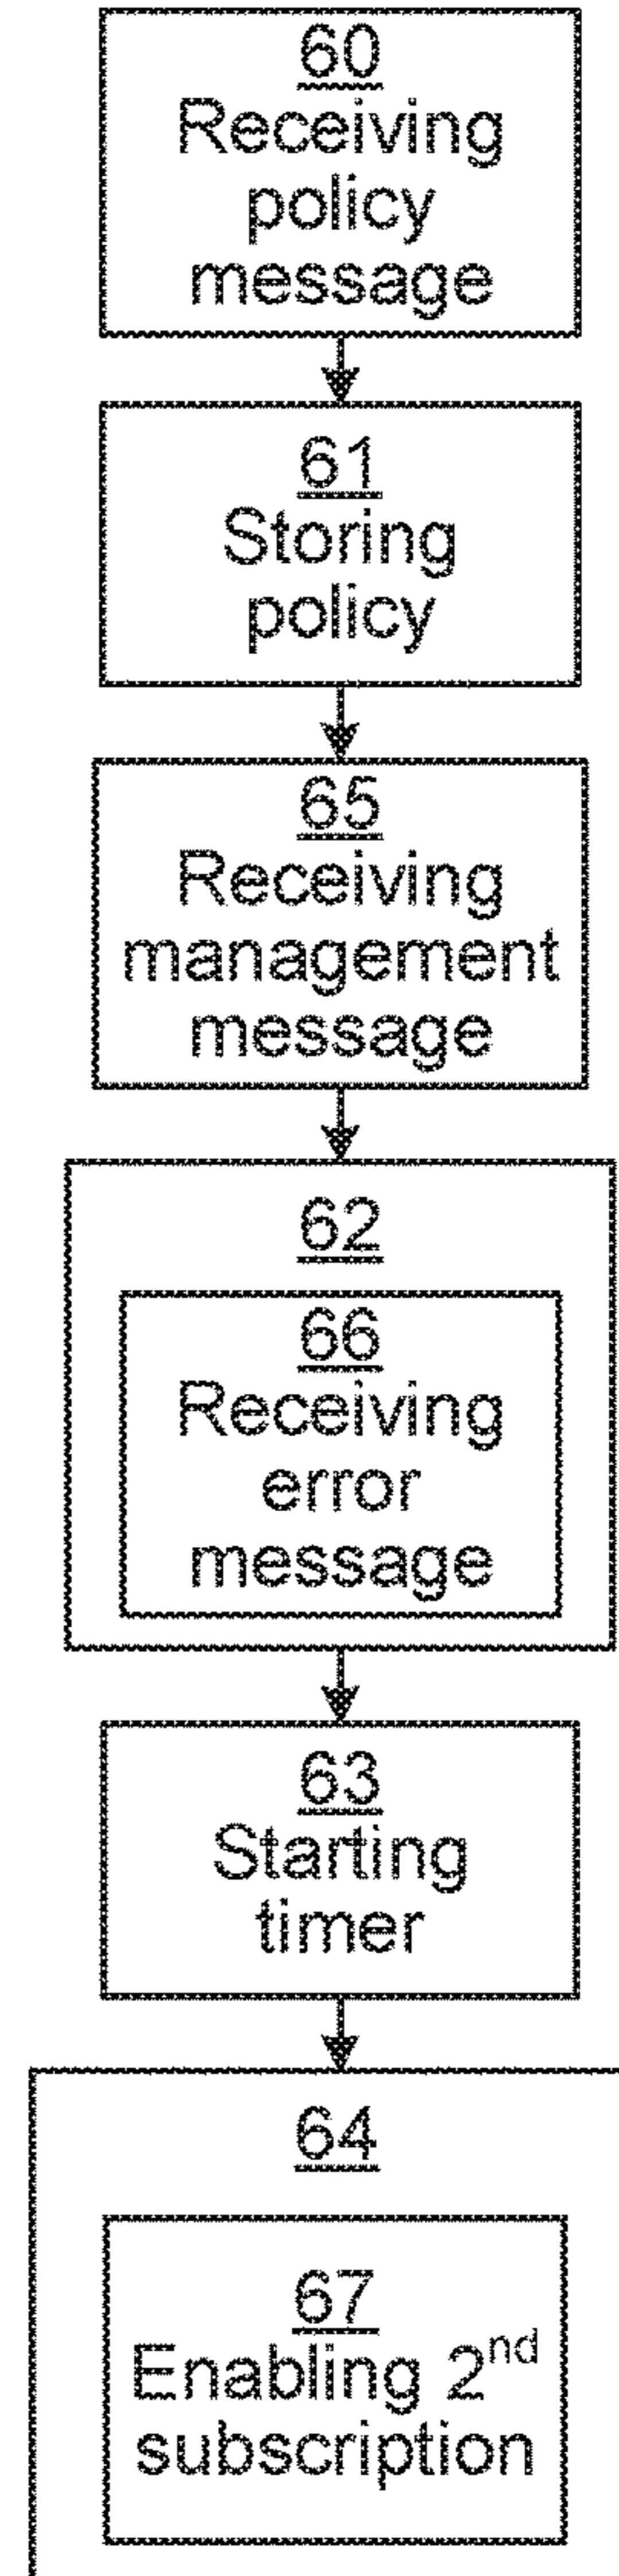 60
Receiving
policy
message
61
Storing
policy
65
Receiving
management
message
62
66
Receiving
error
message
63
Starting
timer
64
67
Enabling 2nd
subscription